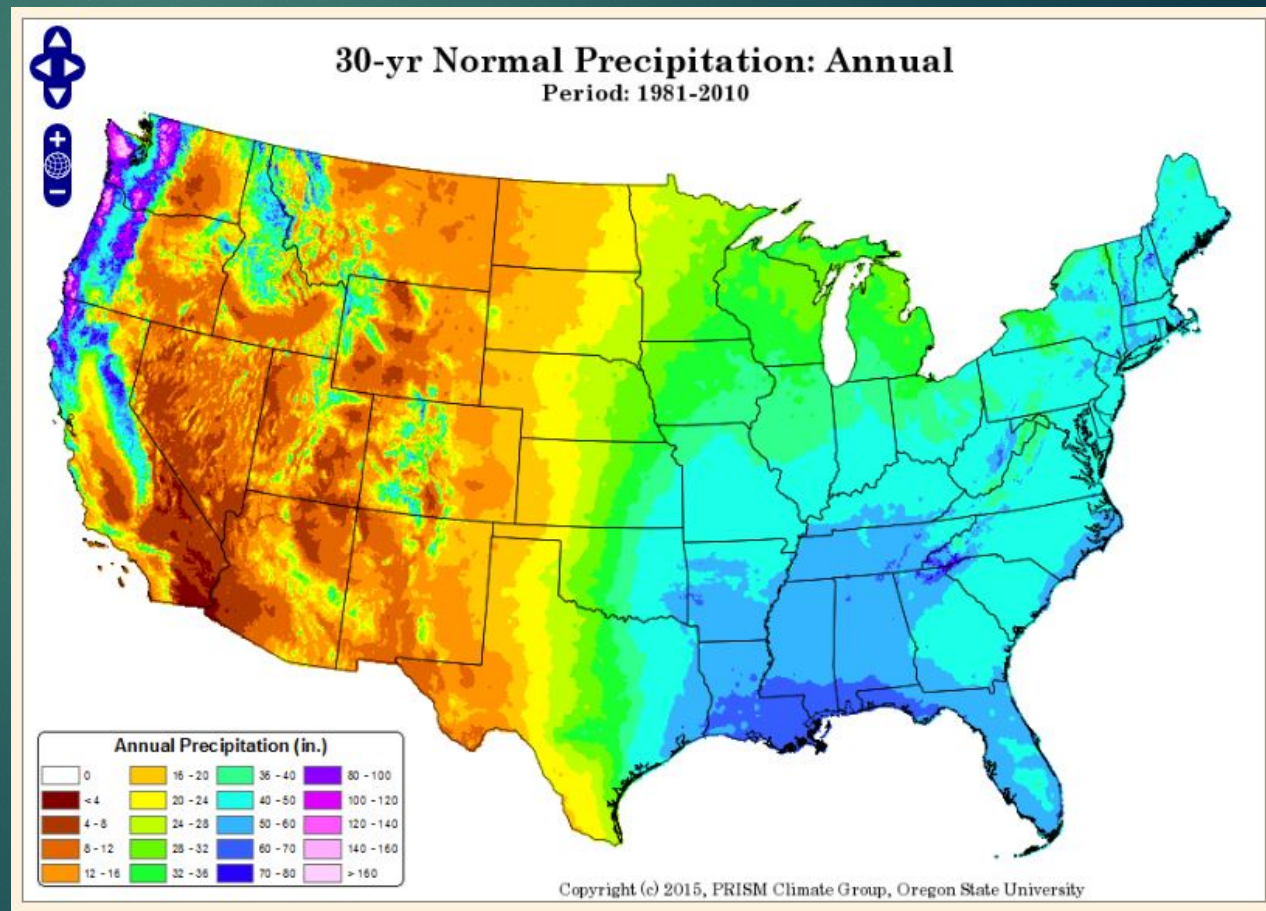 30-yr Normal Precipitation: Annual
Period: 1981-2010
Annual Precipitation (in.)
0
< 4
4 - 8
8 - 12
12 - 16
16 - 20
20 - 24
24 - 28
28 - 32
32 - 36
36 - 40
40 - 50
50 - 60
60 - 70
70 - 80
80 - 100
100 - 120
120 - 140
140 - 160
> 160
Copyright (c) 2015, PRISM Climate Group, Oregon State University